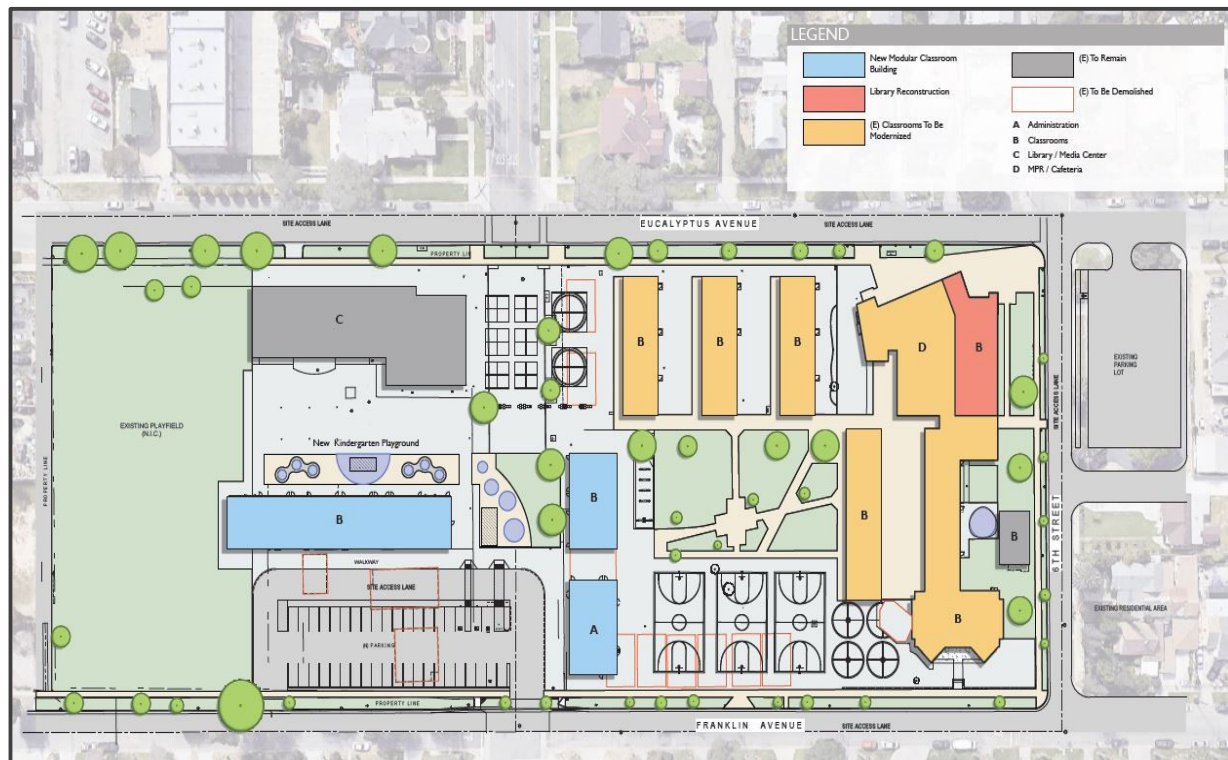 LEGEND
New Modular Classroom
Building
Library Reconstruction
(E) Classrooms To Be
Modernized
(E) To Remain
(E) To Be Demolished
A Administration
B Classrooms
C Library / Media Center
D MPR / Cafeteria
SITE ACCESS LANE
EUCALYPTUS AVENUE
SITE ACCESS LANE
PROPERTY LINE
C
B
B
B
D
B
EXISTING
PARKING
LOT
SITE ACCESS LANE
EXISTING PLAYFIELD
(N.I.C.)
New Kindergarten Playground
PROPERTY LINE
B
B
B
B
6TH STREET
WALKWAY
SITE ACCESS LANE
A
B
EXISTING RESIDENTIAL AREA
PARKING
PROPERTY LINE
FRANKLIN AVENUE
SITE ACCESS LANE